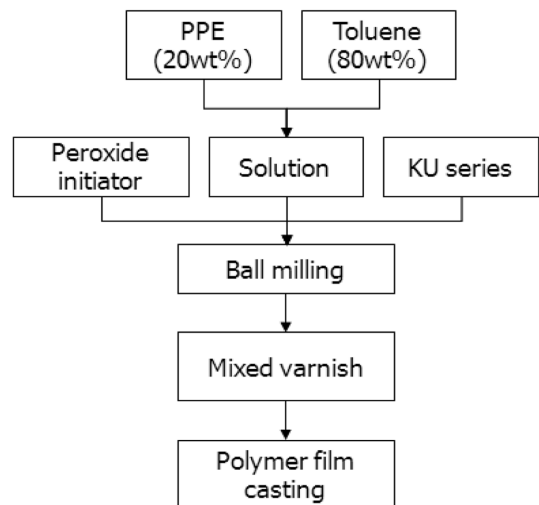 PPE
(20wt%)
Toluene
(80wt%)
Peroxide
initiator
Solution
KU series
Ball milling
Mixed varnish
Polymer film
casting